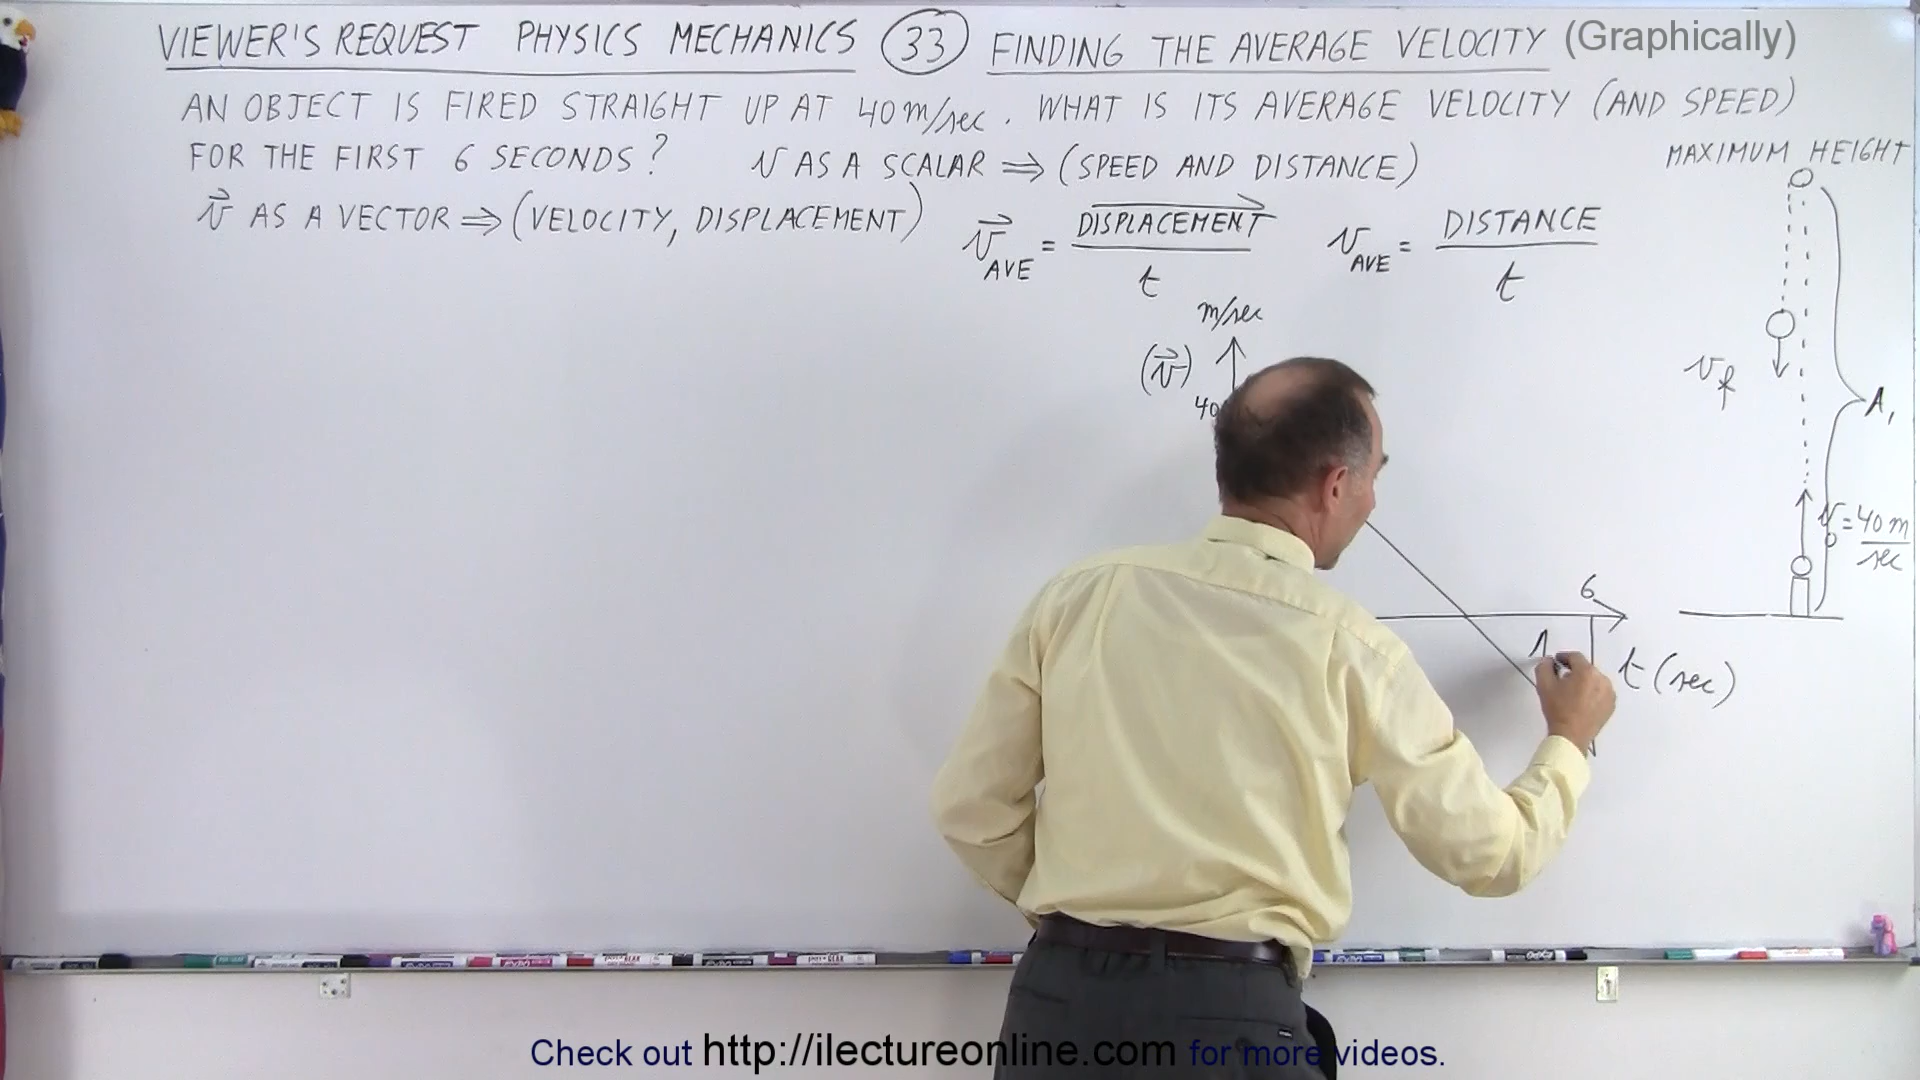 VIEWER'S REQUEST PHYSICS MECHANICS 33 FINDING THE AVERAGE VELOCITY (Graphically)
AN OBJECT IS FIRED STRAIGHT UP AT 40 m/sec. WHAT IS ITS AVERAGE VELOCITY (AND SPEED)
FOR THE FIRST 6 SECONDS? v AS A SCALAR ⇒ (SPEED AND DISTANCE)
v⃗ AS A VECTOR ⇒ (VELOCITY, DISPLACEMENT)
v⃗ AVE = DISPLACEMENT / t
v AVE = DISTANCE / t
MAXIMUM HEIGHT
m/sec
(v⃗)
40
v f
A₁
v₀ = 40 m/sec
6
t (sec)
Check out http://ilectureonline.com for more videos.